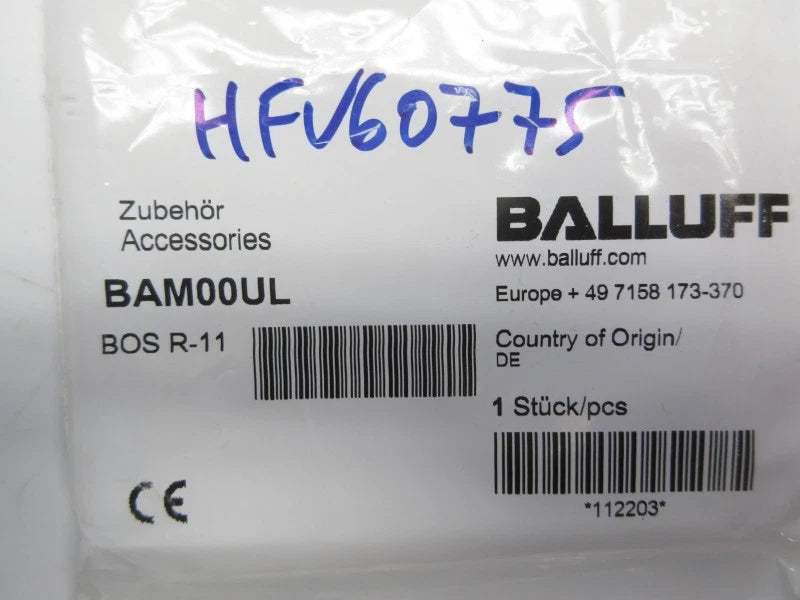 HFV60775
Zubehör
Accessories
BAM00UL
BOS R-11
CE
BALLUFF
www.balluff.com
Europe + 49 7158 173-370
Country of Origin/
DE
1 Stück/pcs
*112203*